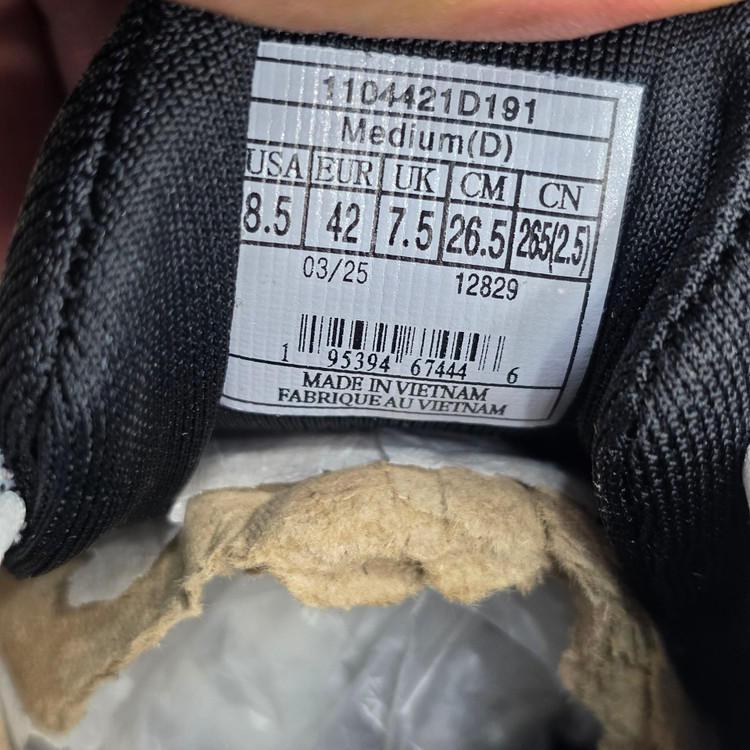 1104421D191
Medium(D)
USA EUR UK CM CN
8.5 42 7.5 26.5 265(2.5)
03/25 12829
1 95394 67444 6
MADE IN VIETNAM
FABRIQUE AU VIETNAM